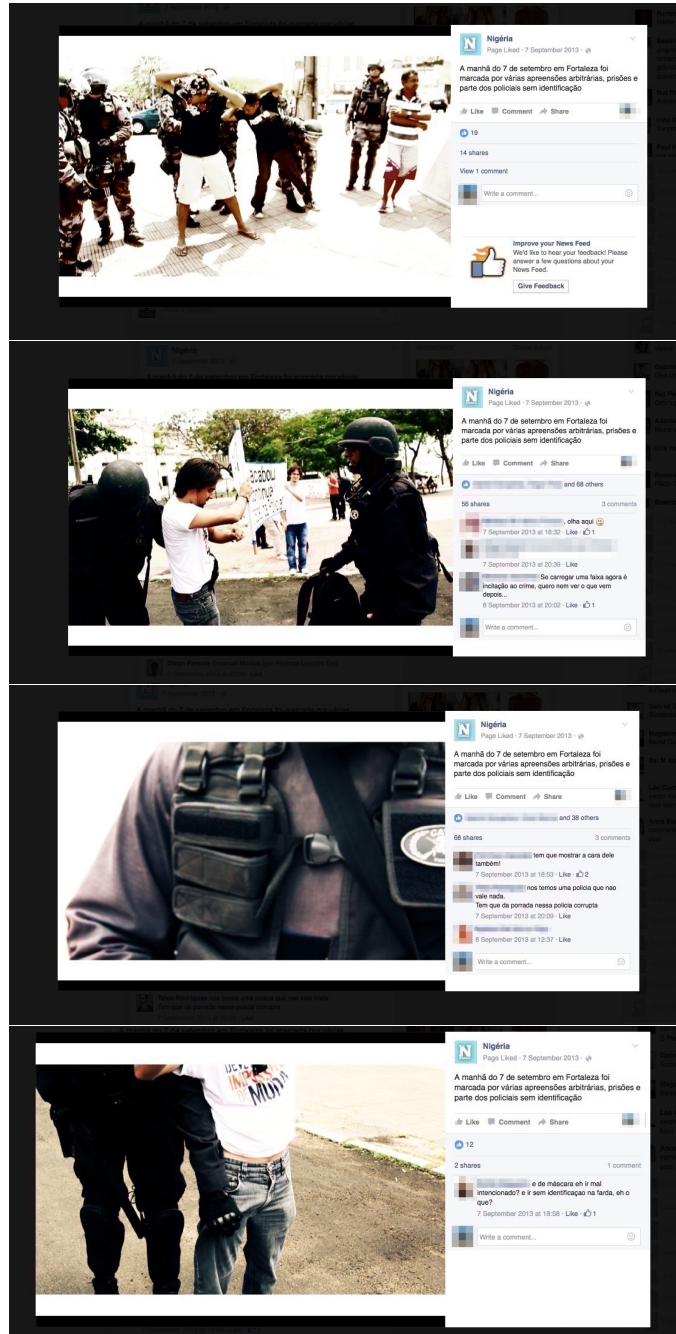 Nigéria
Page Liked · 7 September 2013 ·
A manhã do 7 de setembro em Fortaleza foi
marcada por várias apreensões arbitrárias, prisões e
parte dos policiais sem identificação
Like Comment Share
19
14 shares
View 1 comment
Write a comment...
Improve your News Feed
We'd like to hear your feedback! Please
answer a few questions about your
News Feed.
Give Feedback
Nigéria
Page Liked · 7 September 2013 ·
A manhã do 7 de setembro em Fortaleza foi
marcada por várias apreensões arbitrárias, prisões e
parte dos policiais sem identificação
Like Comment Share
and 68 others
56 shares 3 comments
, olha aqui
7 September 2013 at 18:32 · Like · 1
7 September 2013 at 20:39 · Like
Se carregar uma faixa agora é
incitação ao crime, quero nem ver o que vem
depois...
8 September 2013 at 20:02 · Like · 1
Write a comment...
acabou
continue
Nigéria
Page Liked · 7 September 2013 ·
A manhã do 7 de setembro em Fortaleza foi
marcada por várias apreensões arbitrárias, prisões e
parte dos policiais sem identificação
Like Comment Share
and 38 others
68 shares 3 comments
tem que mostrar a cara dele
também!
7 September 2013 at 18:53 · Like · 2
nos temos uma policia que nao
vale nada.
Tem que da porrada nessa policia corrupta
7 September 2013 at 20:09 · Like
8 September 2013 at 12:37 · Like
Write a comment...
Nigéria
Page Liked · 7 September 2013 ·
A manhã do 7 de setembro em Fortaleza foi
marcada por várias apreensões arbitrárias, prisões e
parte dos policiais sem identificação
Like Comment Share
12
2 shares 1 comment
e de máscara eh ir mal
intencionado? e ir sem identificaçao na farda, eh o
que?
7 September 2013 at 18:58 · Like · 1
Write a comment...